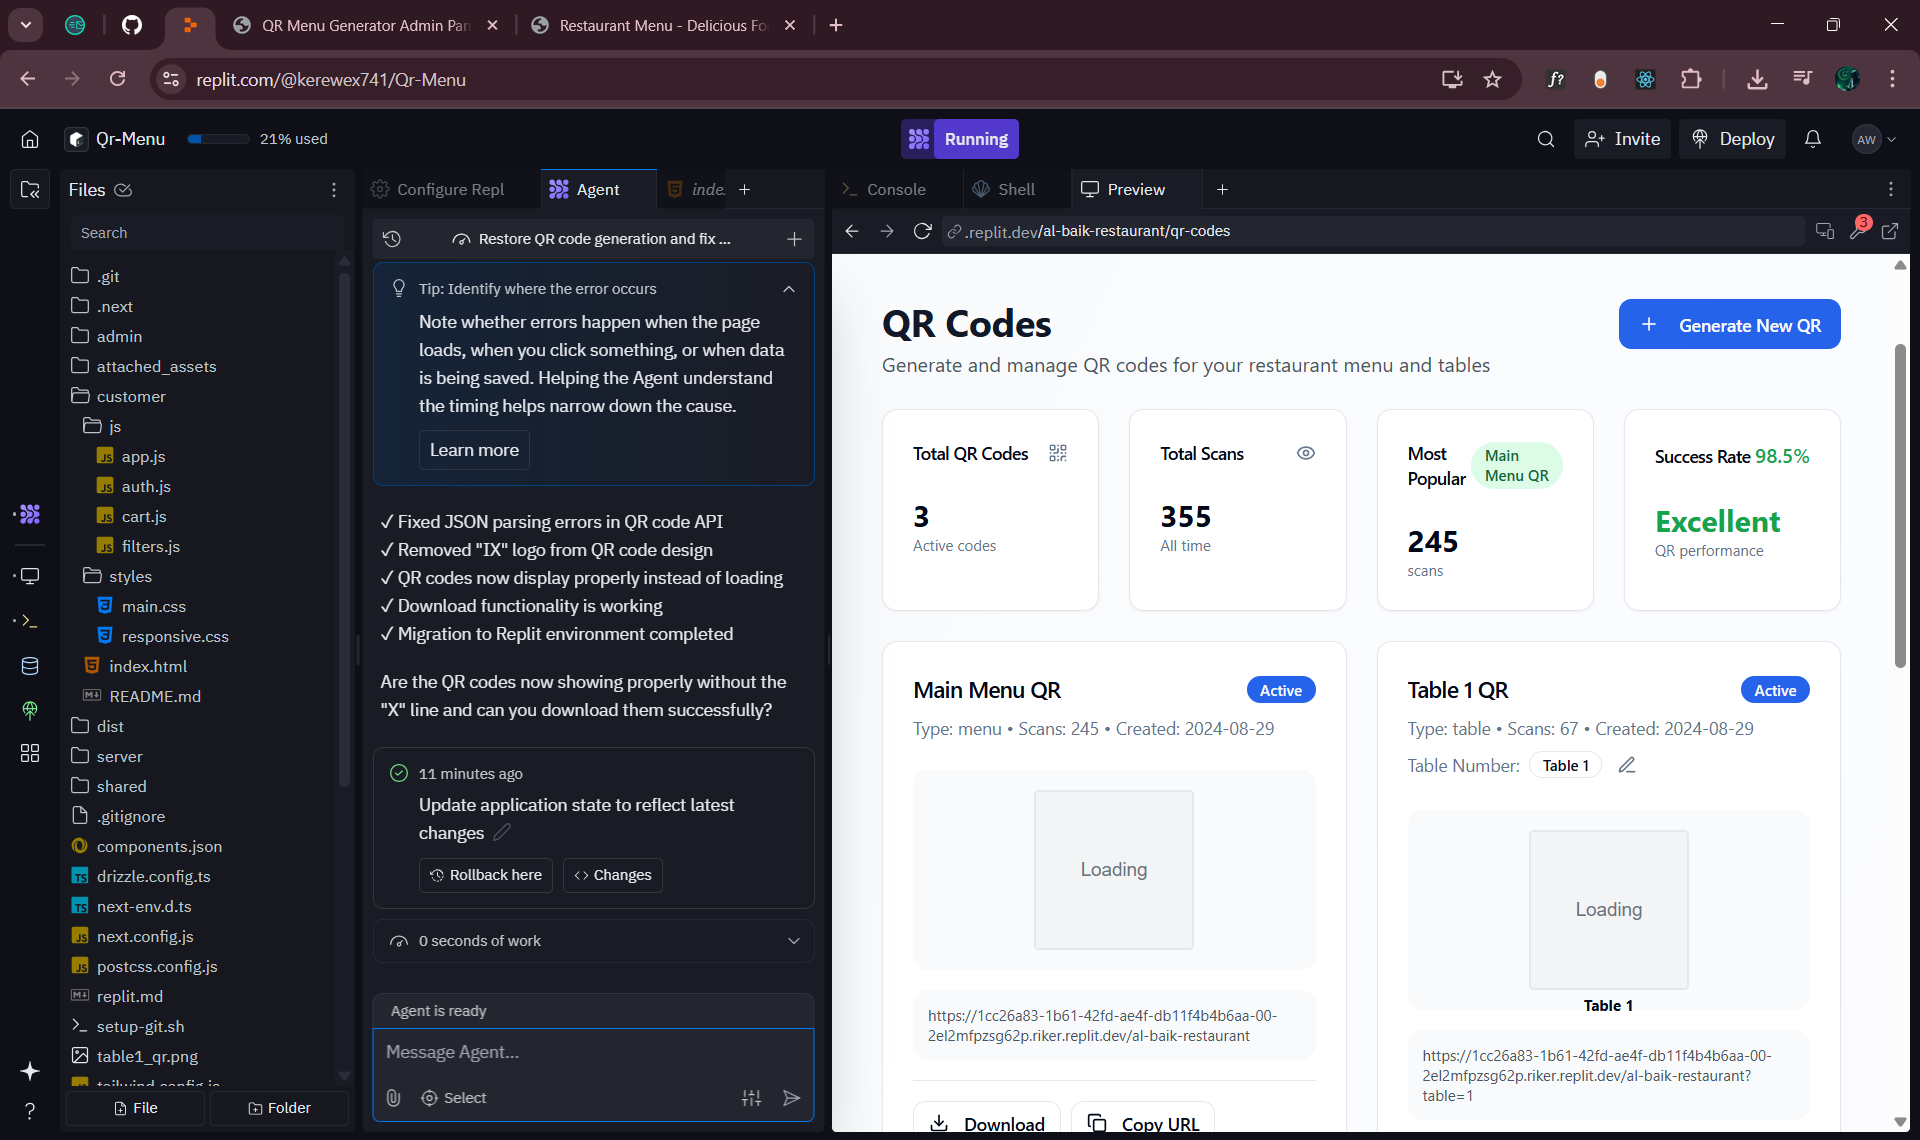 QR Menu Generator Admin Pan
Restaurant Menu - Delicious Fo
replit.com/@kerewex741/Qr-Menu
f?
Qr-Menu
21% used
Running
Invite
Deploy
AW
Files
Configure Repl
Agent
index
Console
Shell
Preview
Search
Restore QR code generation and fix ...
.replit.dev/al-baik-restaurant/qr-codes
3
.git
.next
admin
attached_assets
customer
js
JS app.js
JS auth.js
JS cart.js
JS filters.js
styles
main.css
responsive.css
index.html
README.md
dist
server
shared
.gitignore
components.json
TS drizzle.config.ts
TS next-env.d.ts
JS next.config.js
JS postcss.config.js
replit.md
setup-git.sh
table1_qr.png
tailwind.config.js
File
Folder
Tip: Identify where the error occurs
Note whether errors happen when the page
loads, when you click something, or when data
is being saved. Helping the Agent understand
the timing helps narrow down the cause.
Learn more
✓ Fixed JSON parsing errors in QR code API
✓ Removed "IX" logo from QR code design
✓ QR codes now display properly instead of loading
✓ Download functionality is working
✓ Migration to Replit environment completed
Are the QR codes now showing properly without the
"X" line and can you download them successfully?
11 minutes ago
Update application state to reflect latest
changes
Rollback here
Changes
0 seconds of work
Agent is ready
Message Agent...
Select
QR Codes
Generate New QR
Generate and manage QR codes for your restaurant menu and tables
Total QR Codes
3
Active codes
Total Scans
355
All time
Most
Popular
Main
Menu QR
245
scans
Success Rate 98.5%
Excellent
QR performance
Main Menu QR
Active
Type: menu • Scans: 245 • Created: 2024-08-29
Loading
https://1cc26a83-1b61-42fd-ae4f-db11f4b4b6aa-00-
2el2mfpzsg62p.riker.replit.dev/al-baik-restaurant
Download
Copy URL
Table 1 QR
Active
Type: table • Scans: 67 • Created: 2024-08-29
Table Number: Table 1
Loading
Table 1
https://1cc26a83-1b61-42fd-ae4f-db11f4b4b6aa-00-
2el2mfpzsg62p.riker.replit.dev/al-baik-restaurant?
table=1